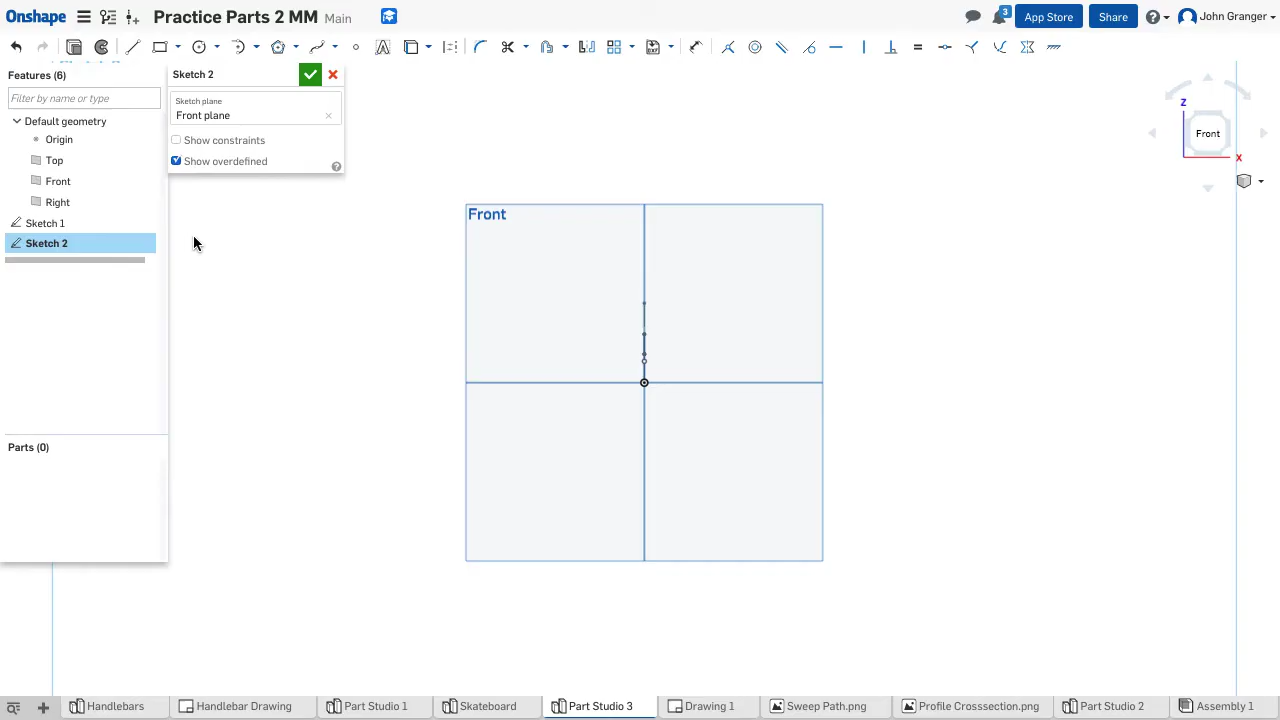 Onshape Practice Parts 2 MM Main 3 App Store Share John Granger
Features (6)
Filter by name or type
Default geometry
Origin
Top
Front
Right
Sketch 1
Sketch 2
Parts (0)
Sketch 2
Sketch plane
Front plane
Show constraints
Show overdefined
Front
Z
Front
X
Handlebars Handlebar Drawing Part Studio 1 Skateboard Part Studio 3 Drawing 1 Sweep Path.png Profile Crosssection.png Part Studio 2 Assembly 1